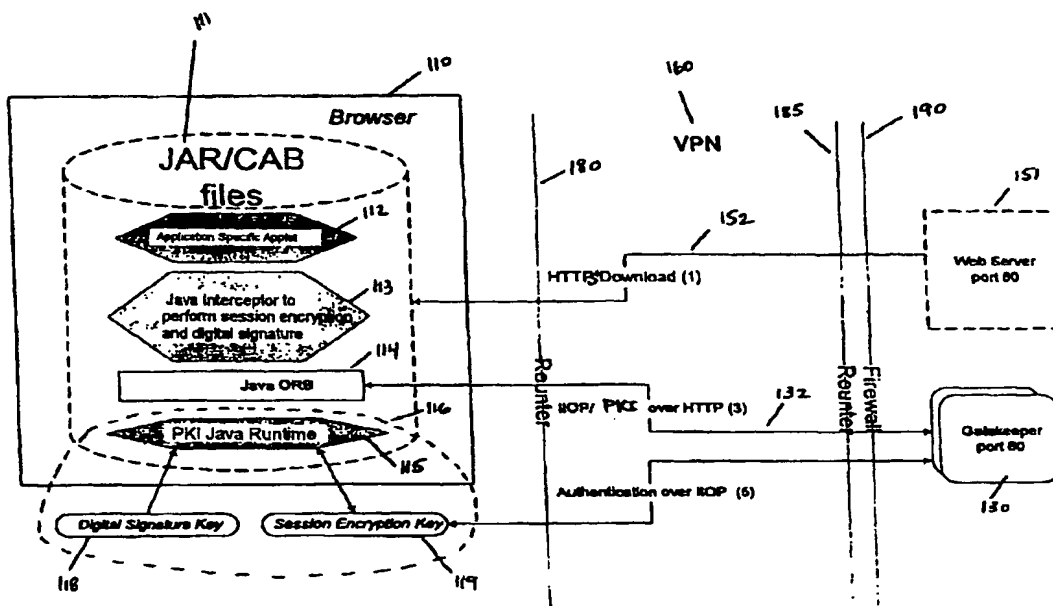 111
110
Browser
JAR/CAB
files
112
Application Specific Applet
113
Java Interceptor to
perform session encryption
and digital signature
114
Java ORB
116
PKI Java Runtime
115
Digital Signature Key
Session Encryption Key
118
119
160
VPN
180
185
190
151
152
HTTPS Download (1)
Web Server
port 80
Rounter
Rounter
Firewall
IIOP/ PKI over HTTP (3)
132
Gatekeeper
port 80
Authentication over IIOP (5)
130